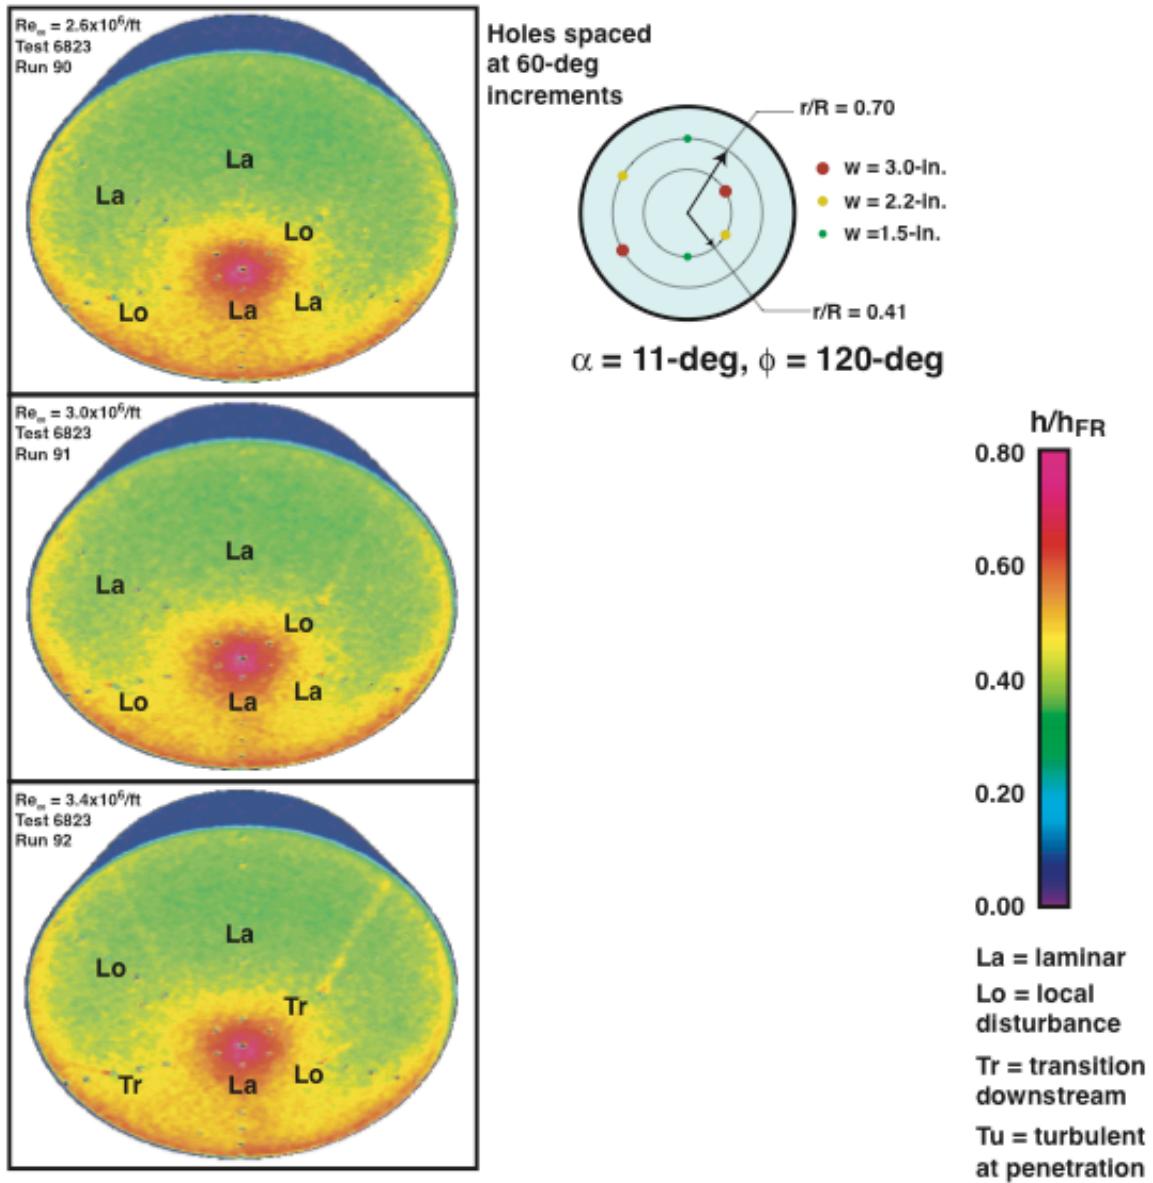 Re∞ = 2.6x10⁶/ft
Test 6823
Run 90
La
La
Lo
Lo
La
La
Holes spaced
at 60-deg
increments
r/R = 0.70
w = 3.0-in.
w = 2.2-in.
w =1.5-in.
r/R = 0.41
α = 11-deg, ϕ = 120-deg
Re∞ = 3.0x10⁶/ft
Test 6823
Run 91
La
La
Lo
Lo
La
La
h/hFR
0.80
0.60
0.40
0.20
0.00
Re∞ = 3.4x10⁶/ft
Test 6823
Run 92
La
Lo
Tr
Tr
La
Lo
La = laminar
Lo = local
disturbance
Tr = transition
downstream
Tu = turbulent
at penetration